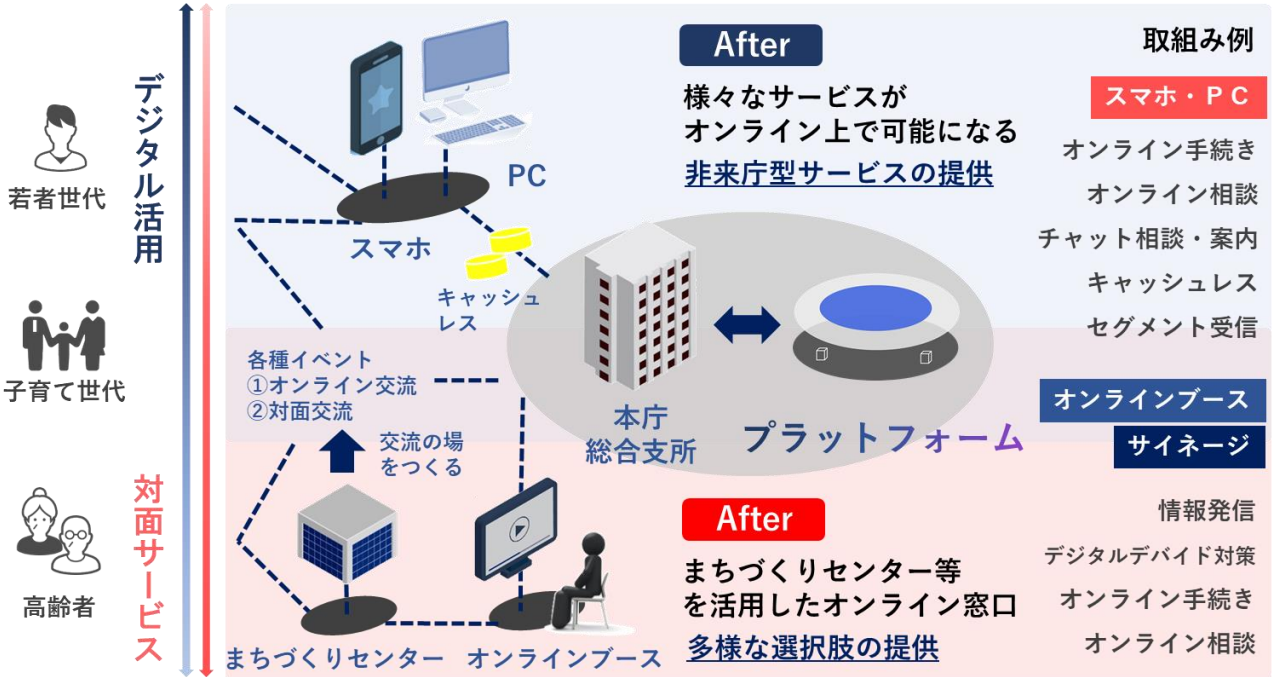 デジタル活用
若者世代
子育て世代
対面サービス
高齢者
PC
スマホ
キャッシュ
レス
各種イベント
①オンライン交流
②対面交流
交流の場
をつくる
まちづくりセンター
オンラインブース
本庁
総合支所
プラットフォーム
After
様々なサービスが
オンライン上で可能になる
非来庁型サービスの提供
After
まちづくりセンター等
を活用したオンライン窓口
多様な選択肢の提供
取組み例
スマホ・ＰＣ
オンライン手続き
オンライン相談
チャット相談・案内
キャッシュレス
セグメント受信
オンラインブース
サイネージ
情報発信
デジタルデバイド対策
オンライン手続き
オンライン相談